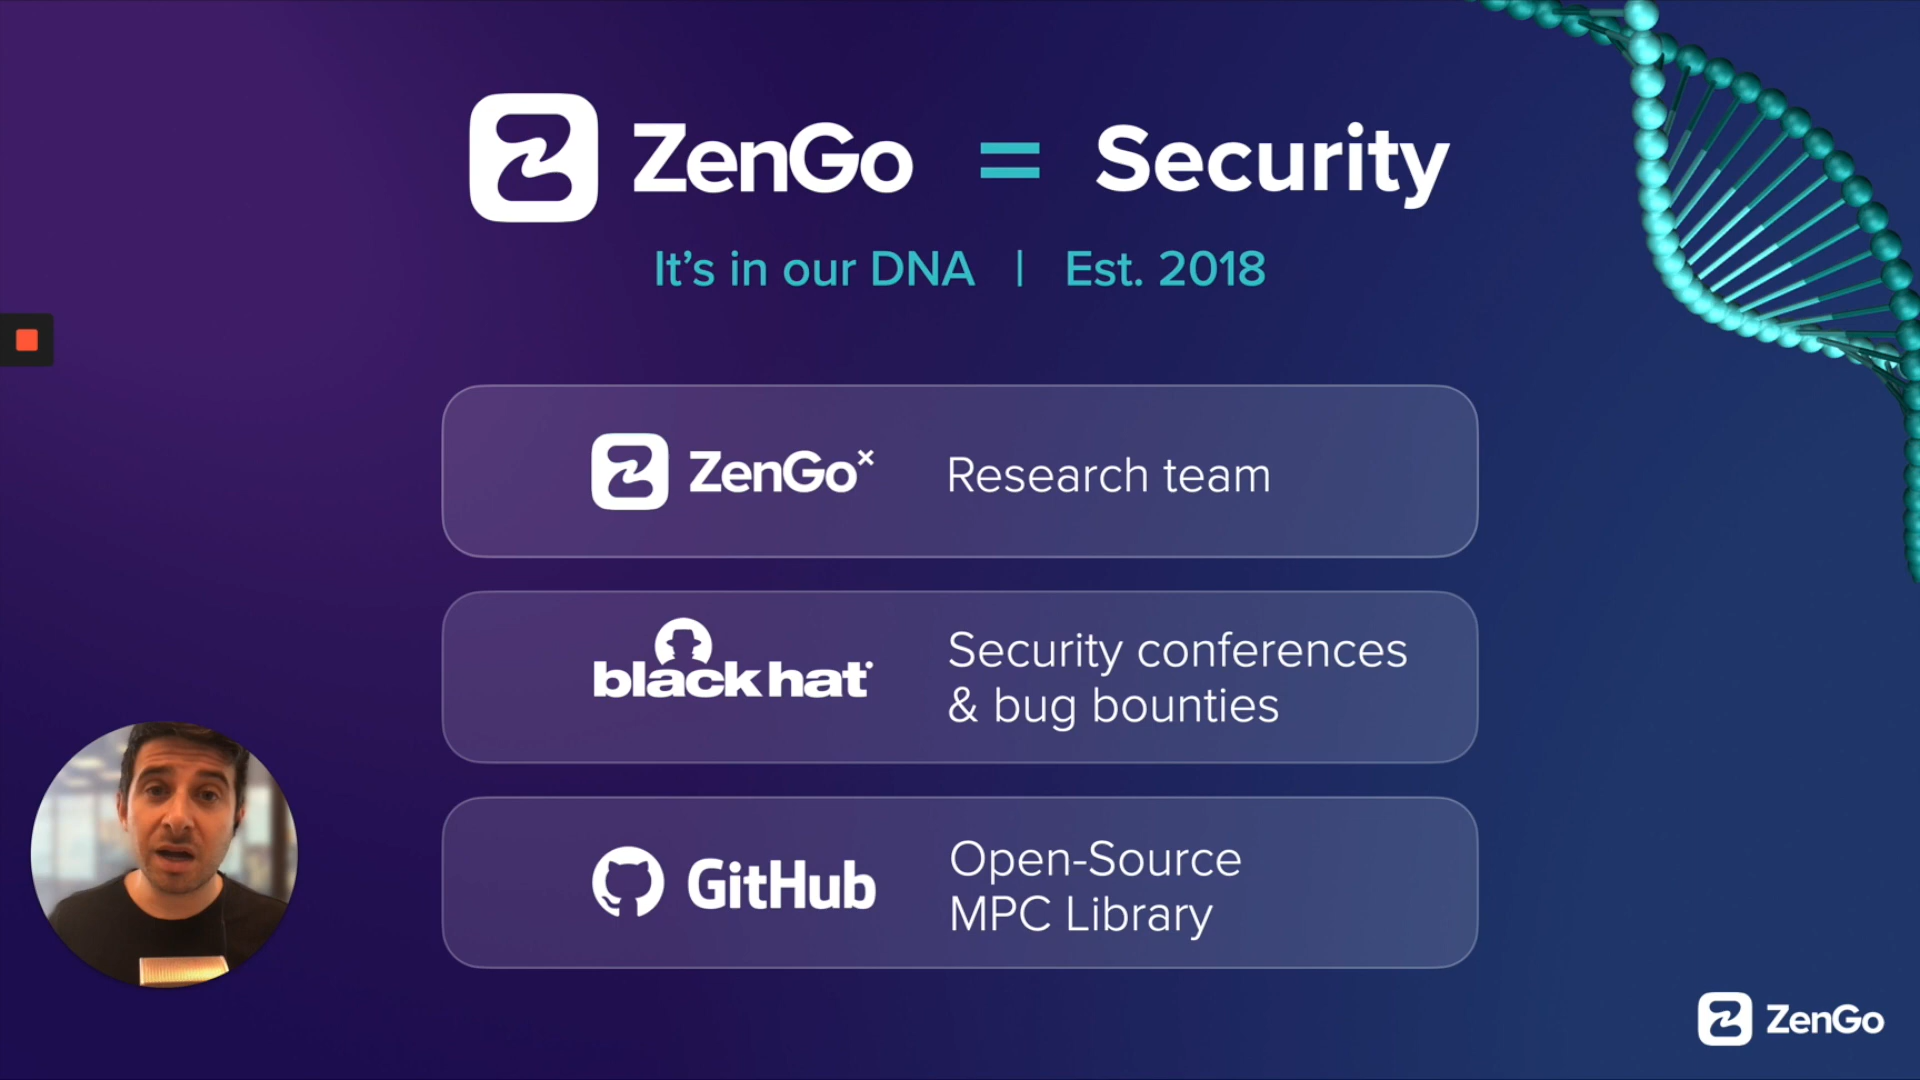 ZenGo = Security
It's in our DNA | Est. 2018
ZenGo× Research team
black hat Security conferences
& bug bounties
GitHub Open-Source
MPC Library
ZenGo